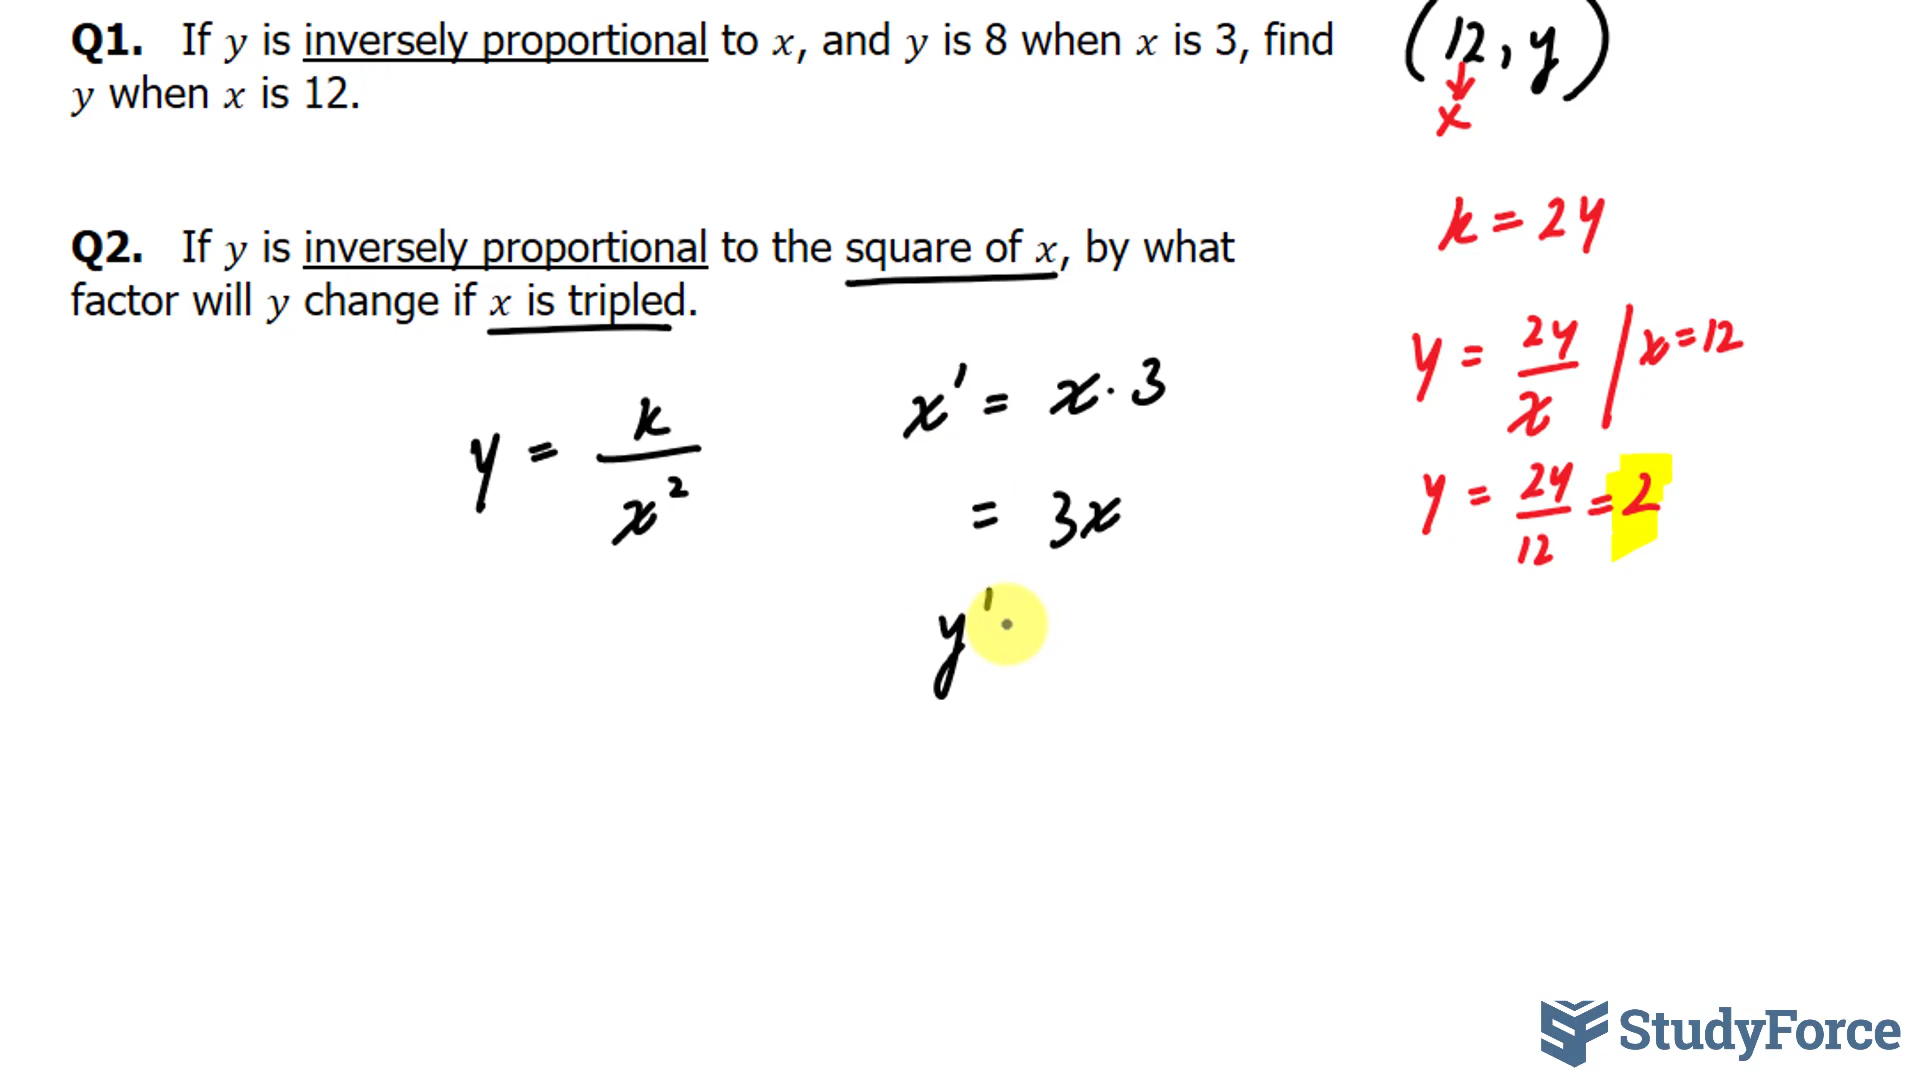 Q1. If y is inversely proportional to x, and y is 8 when x is 3, find
y when x is 12.
Q2. If y is inversely proportional to the square of x, by what
factor will y change if x is tripled.
y = k / x²
x' = x · 3
= 3x
y'
(12, y)
x
k = 24
y = 24 / x | x = 12
y = 24 / 12 = 2
StudyForce